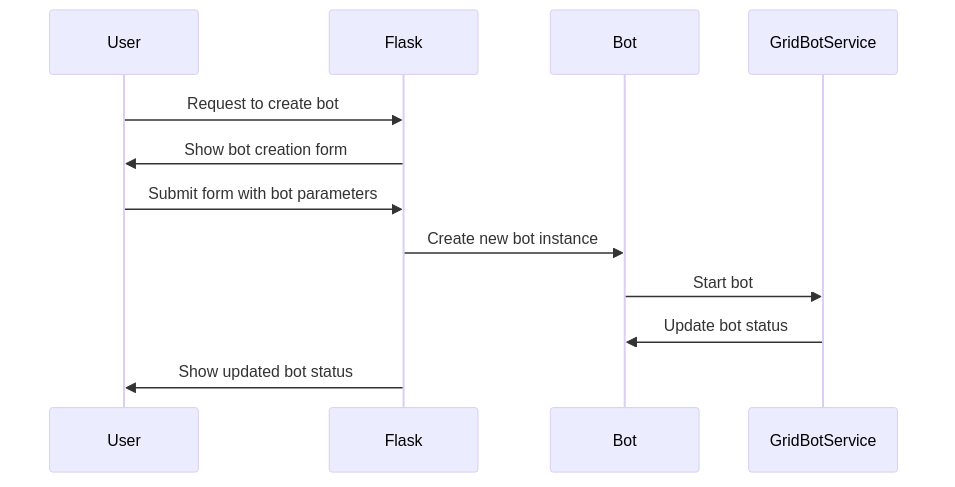 User
Flask
Bot
GridBotService
Request to create bot
Show bot creation form
Submit form with bot parameters
Create new bot instance
Start bot
Update bot status
Show updated bot status
User
Flask
Bot
GridBotService